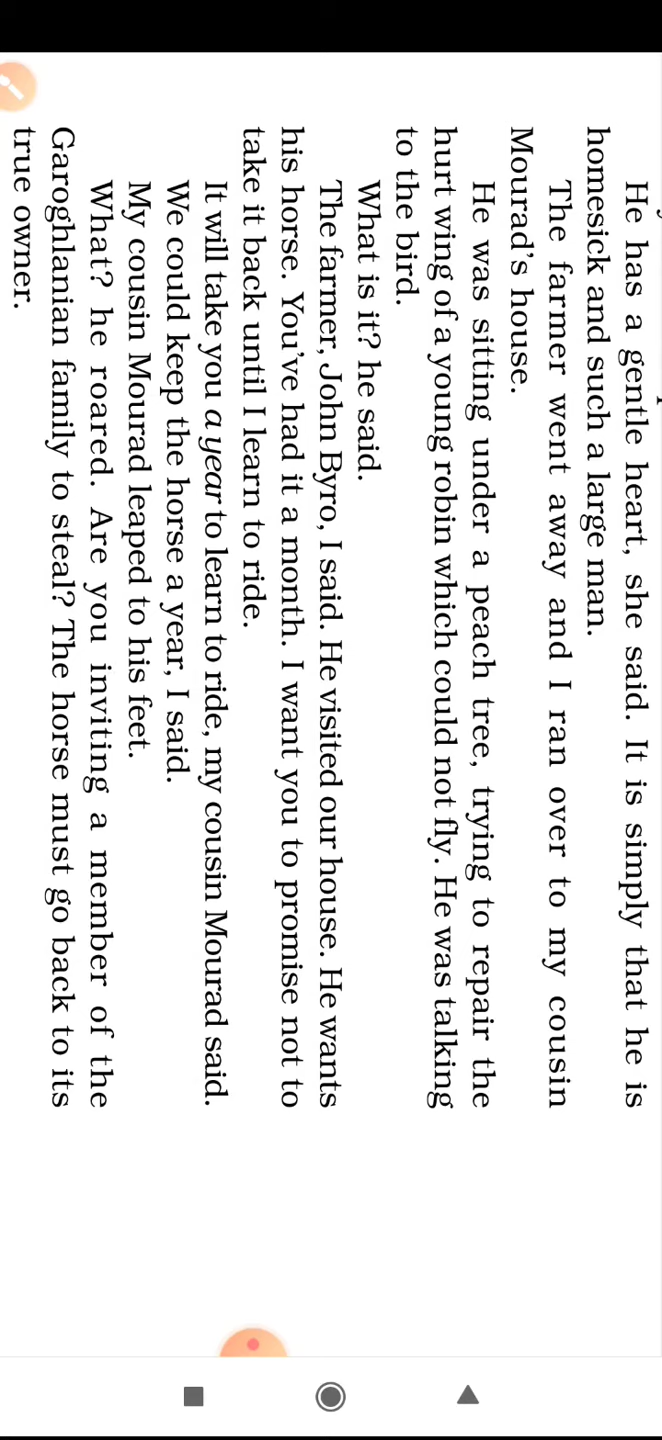 He has a gentle heart, she said. It is simply that he is
homesick and such a large man.
The farmer went away and I ran over to my cousin
Mourad's house.
He was sitting under a peach tree, trying to repair the
hurt wing of a young robin which could not fly. He was talking
to the bird.
What is it? he said.
The farmer, John Byro, I said. He visited our house. He wants
his horse. You've had it a month. I want you to promise not to
take it back until I learn to ride.
It will take you a year to learn to ride, my cousin Mourad said.
We could keep the horse a year, I said.
My cousin Mourad leaped to his feet.
What? he roared. Are you inviting a member of the
Garoghlanian family to steal? The horse must go back to its
true owner.